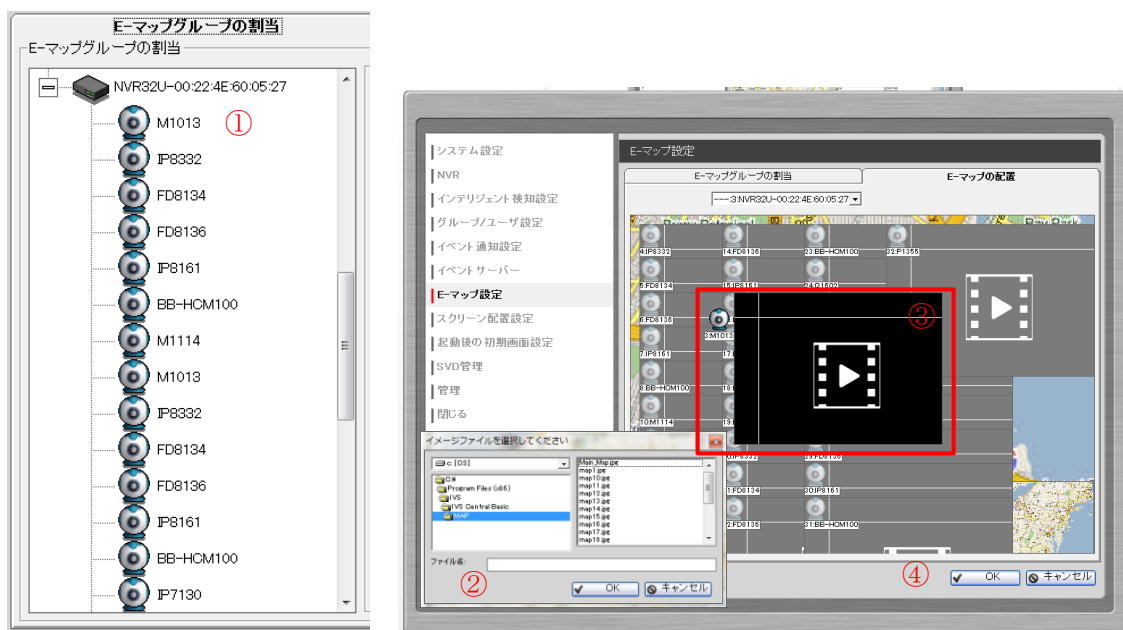 E-マップグループの割当
E-マップグループの割当
NVR32U-00:22:4E:60:05:27
M1013
①
IP8332
FD8134
FD8136
IP8161
BB-HCM100
M1114
M1013
IP8332
FD8134
FD8136
IP8161
BB-HCM100
IP7130
システム設定
NVR
インテリジェント検知設定
グループ/ユーザ設定
イベント通知設定
イベントサーバー
E-マップ設定
スクリーン配置設定
起動後の初期画面設定
SVD管理
管理
閉じる
E-マップ設定
E-マップグループの割当
E-マップの配置
----3:NVR32U-00:22:4E:60:05:27
4:IP8332
14:FD8136
23:BB-HCM100
32:P1355
5:FD8134
15:IP8161
24:Q1602
6:FD8136
③
3:M1013
7:IP8161
8:BB-HCM100
10:M1114
29:FD8136
30:IP8161
31:BB-HCM100
イメージファイルを選択してください
c: [OS]
C:¥
Program Files (x86)
IVS
IVS Central Basic
MAP
Main_Map.jpg
map1.jpg
map10.jpg
map11.jpg
map12.jpg
map13.jpg
map14.jpg
map15.jpg
map16.jpg
map17.jpg
map18.jpg
ファイル名:
②
OK
キャンセル
④
OK
キャンセル